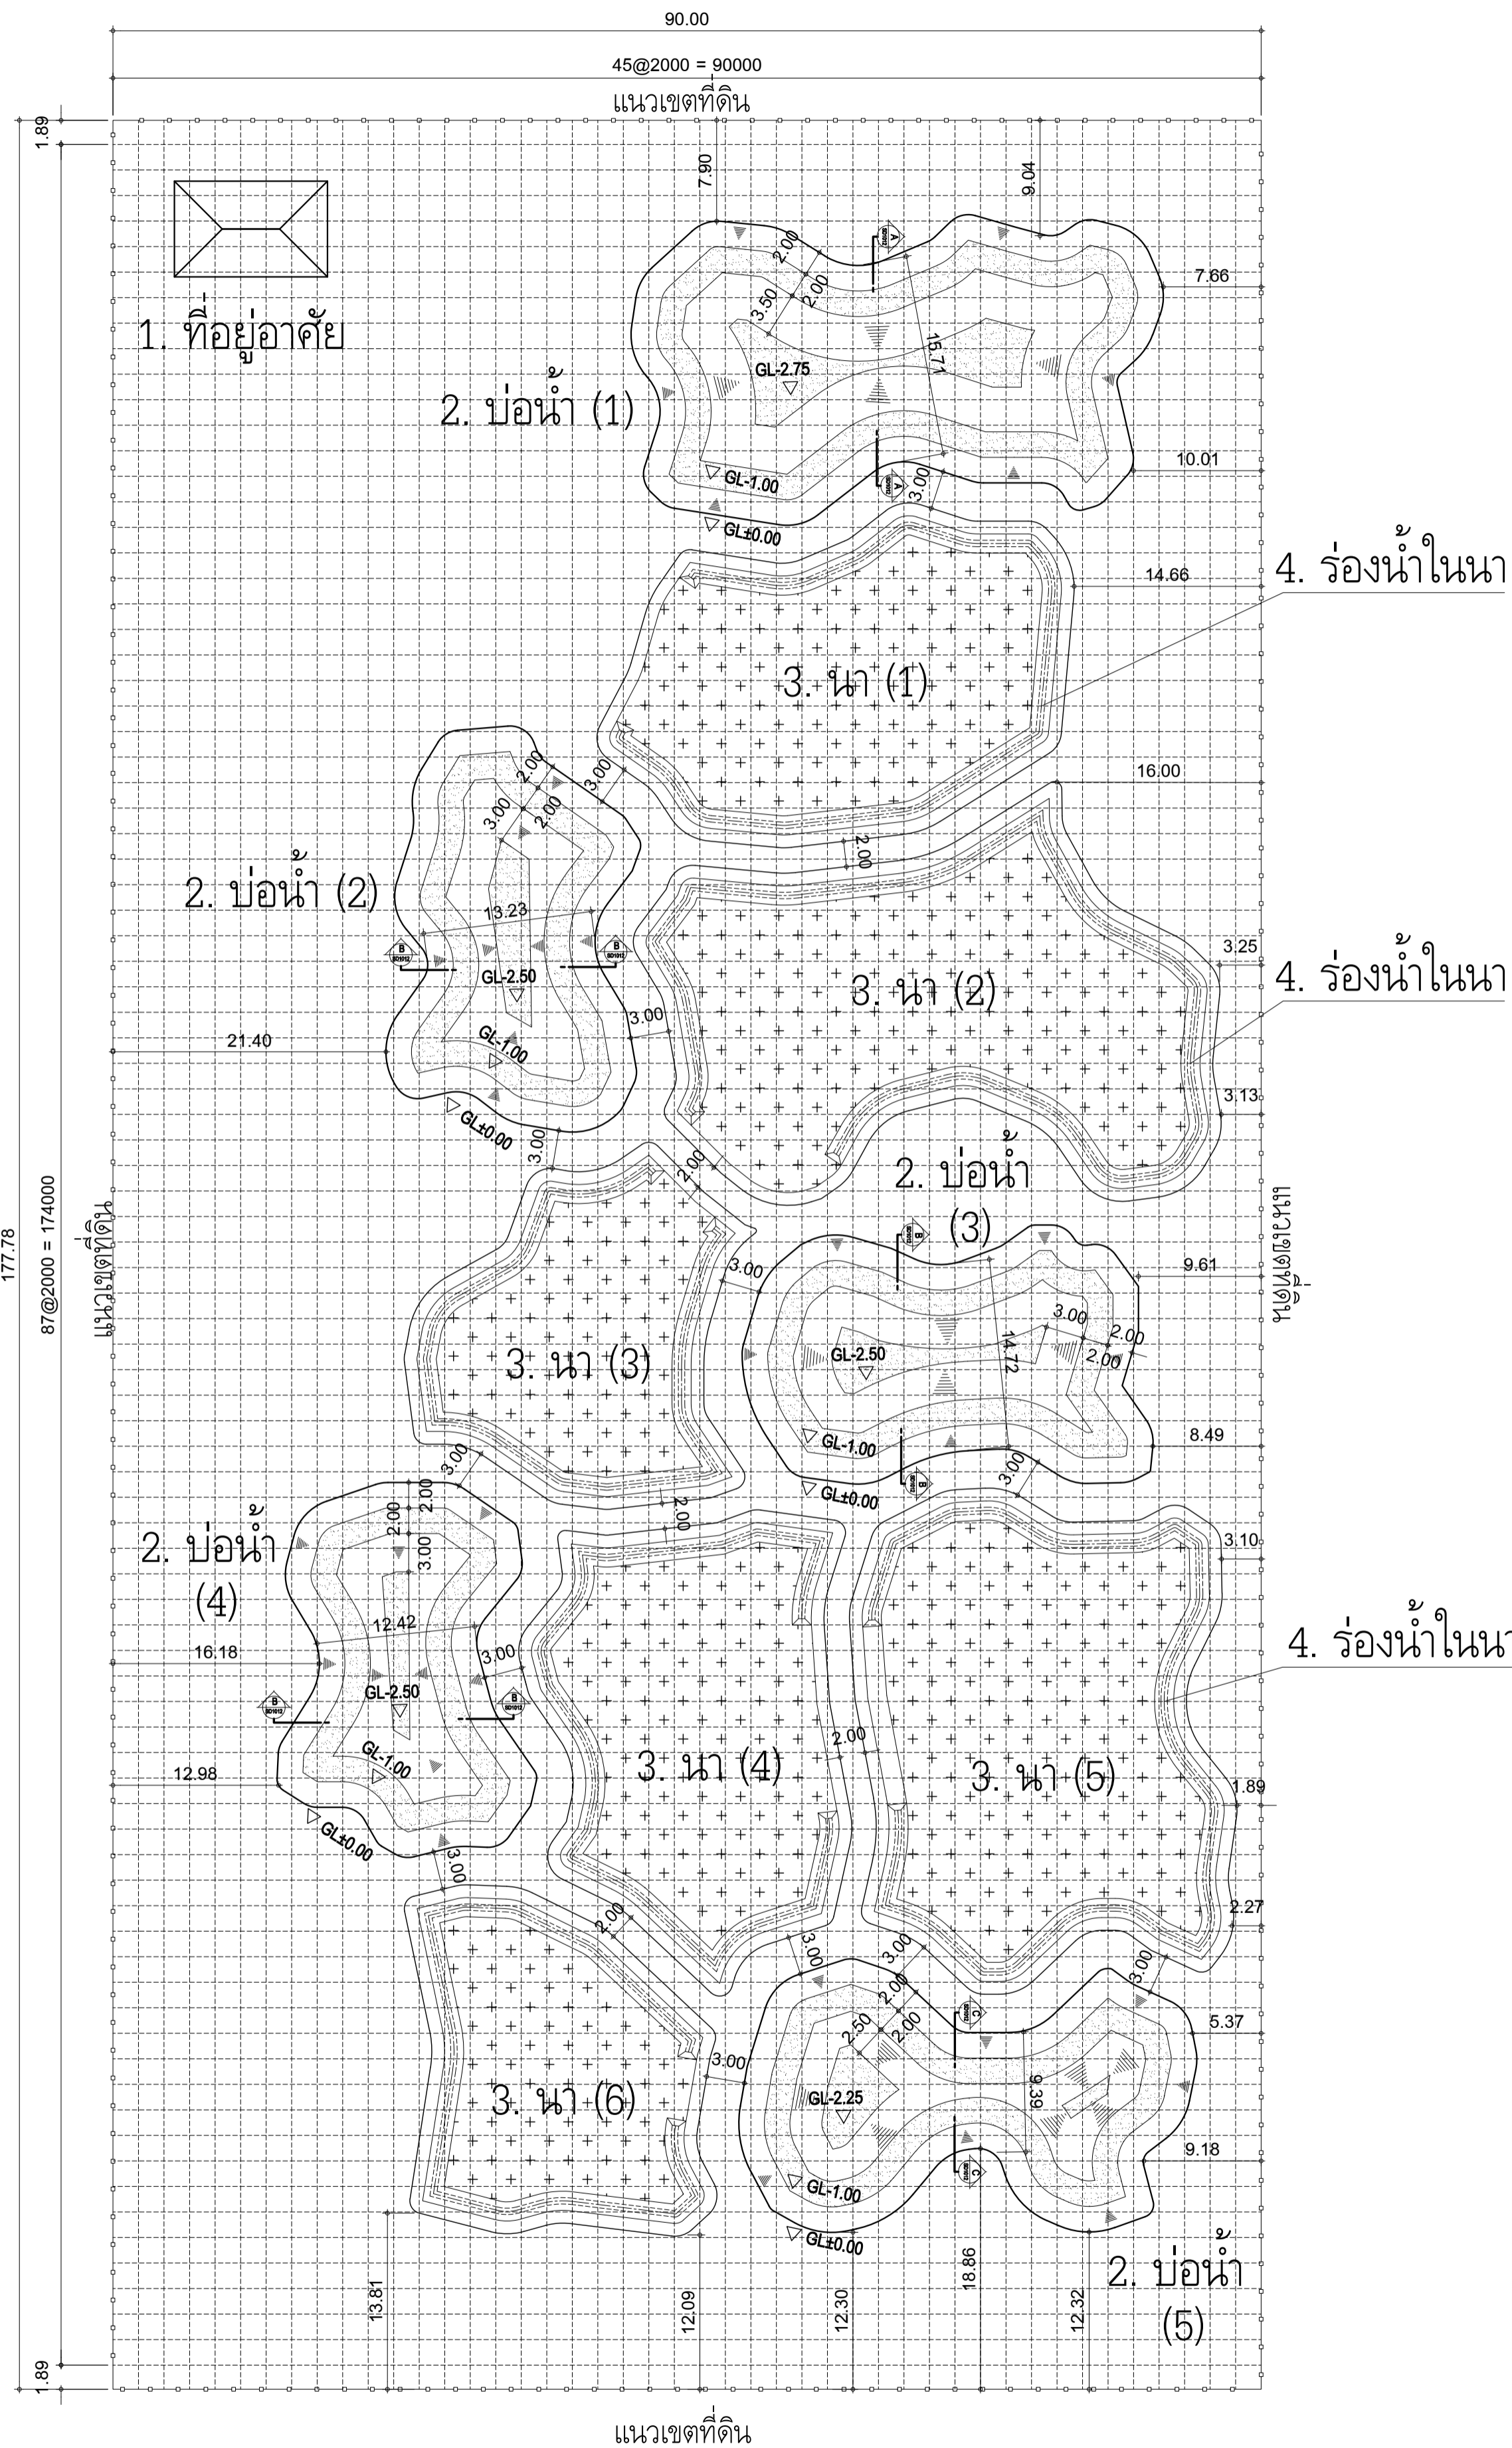 90.00
45@2000 = 90000
แนวเขตที่ดิน
1.89
7.90
9.04
2.00
2.00
3.50
A
SD1012
7.66
1. ที่อยู่อาศัย
15.71
GL-2.75
2. บ่อน้ำ (1)
10.01
GL-1.00
A
SD1012
3.00
GL±0.00
4. ร่องน้ำในนา
14.66
3. นา (1)
2.00
3.00
16.00
3.00
2.00
2.00
2. บ่อน้ำ (2)
13.23
B
SD1012
B
SD1012
3.25
GL-2.50
3. นา (2)
4. ร่องน้ำในนา
3.00
21.40
GL-1.00
3.13
GL±0.00
3.00
2.00
2. บ่อน้ำ
(3)
177.78
87@2000 = 174000
แนวเขตที่ดิน
แนวเขตที่ดิน
B
SD1012
3.00
9.61
3.00
2.00
2.00
14.72
3. นา (3)
GL-2.50
GL-1.00
8.49
3.00
3.00
B
SD1012
GL±0.00
2.00
2.00
2.00
3.00
2. บ่อน้ำ
(4)
3.10
12.42
16.18
3.00
4. ร่องน้ำในนา
GL-2.50
B
SD1012
B
SD1012
2.00
GL-1.00
3. นา (4)
3. นา (5)
12.98
1.89
GL±0.00
3.00
2.00
2.27
3.00
3.00
3.00
2.00
2.00
2.50
C
SD1012
5.37
3.00
9.39
3. นา (6)
GL-2.25
9.18
GL-1.00
C
SD1012
GL±0.00
2. บ่อน้ำ
(5)
13.81
12.09
12.30
18.86
12.32
1.89
แนวเขตที่ดิน